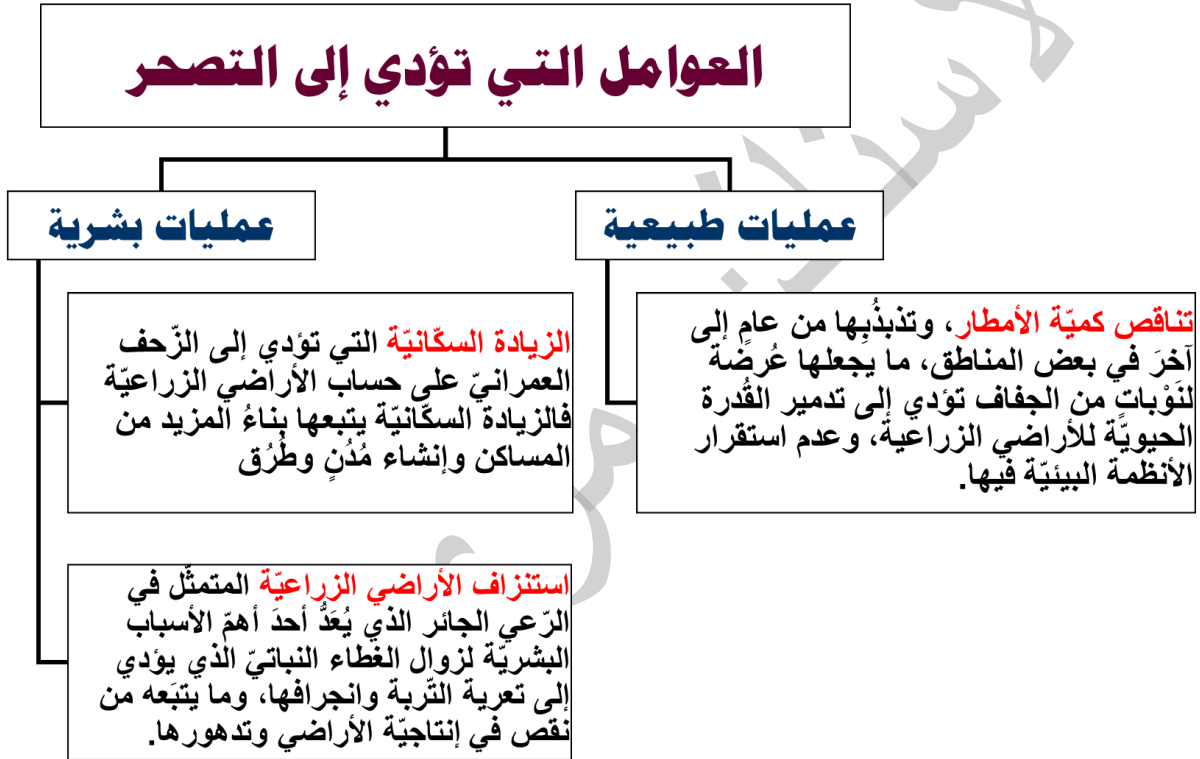 العوامل التي تؤدي إلى التصحر
عمليات طبيعية
تناقص كميّة الأمطار، وتذبذُبِها من عامٍ إلى
آخرَ في بعض المناطق، ما يجعلها عُرضة
لنَوْباتٍ من الجفاف تؤدي إلى تدمير القُدرة
الحيويّة للأراضي الزراعية، وعدم استقرار
الأنظمة البيئيّة فيها.
عمليات بشرية
الزيادة السكّانيّة التي تؤدي إلى الزّحف
العمرانيّ على حساب الأراضي الزراعيّة
فالزيادة السكّانيّة يتبعها بناءُ المزيد من
المساكن وإنشاء مُدُنٍ وطُرُق
استنزاف الأراضي الزراعيّة المتمثّل في
الرّعي الجائر الذي يُعَدُّ أحدَ أهمّ الأسباب
البشريّة لزوال الغطاء النباتيّ الذي يؤدي
إلى تعرية التّربة وانجرافها، وما يتبَعه من
نقص في إنتاجيّة الأراضي وتدهورها.